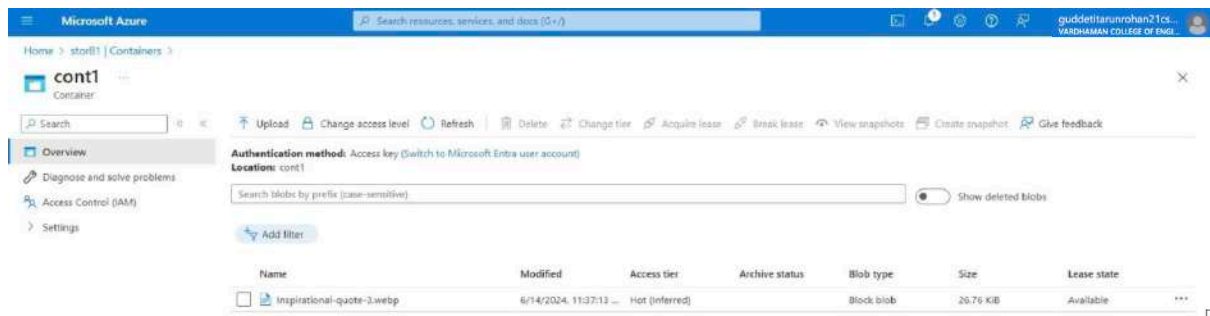 Microsoft Azure
Search resources, services, and docs (G+/)
guddetitarunrohan21cs...
VARDHAMAN COLLEGE OF ENGI...
Home > stor81 | Containers >
cont1 ...
Container
Search
Upload Change access level Refresh Delete Change tier Acquire lease Break lease View snapshots Create snapshot Give feedback
Overview
Diagnose and solve problems
Access Control (IAM)
Settings
Authentication method: Access key (Switch to Microsoft Entra user account)
Location: cont1
Search blobs by prefix (case-sensitive)
Show deleted blobs
Add filter
Name Modified Access tier Archive status Blob type Size Lease state
Inspirational-quote-3.webp 6/14/2024, 11:37:13 ... Hot (Inferred) Block blob 26.76 KiB Available ...